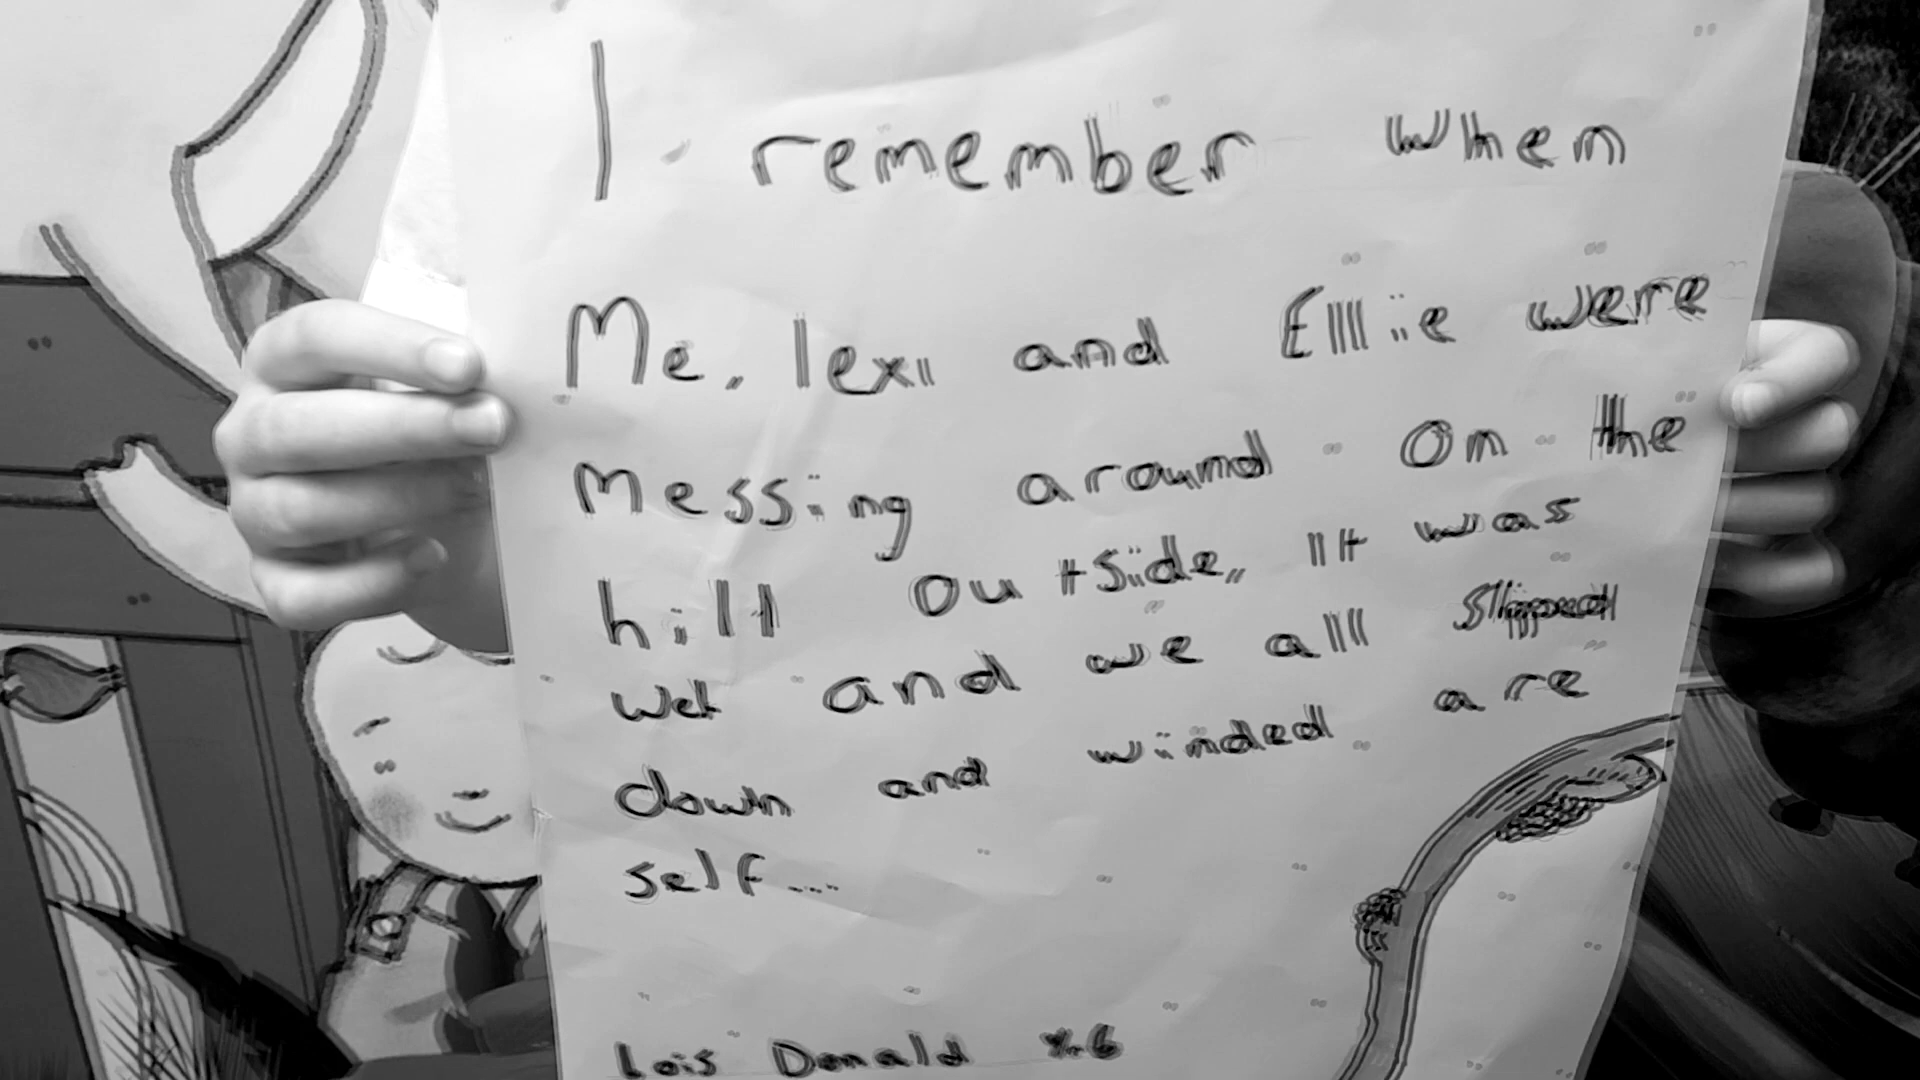 I remember when
Me, lexi and Ellie were
Messing around On the
hill Outside, It was
wet and we all Slipped
down and winded are
self....
Lois Donald Yr6